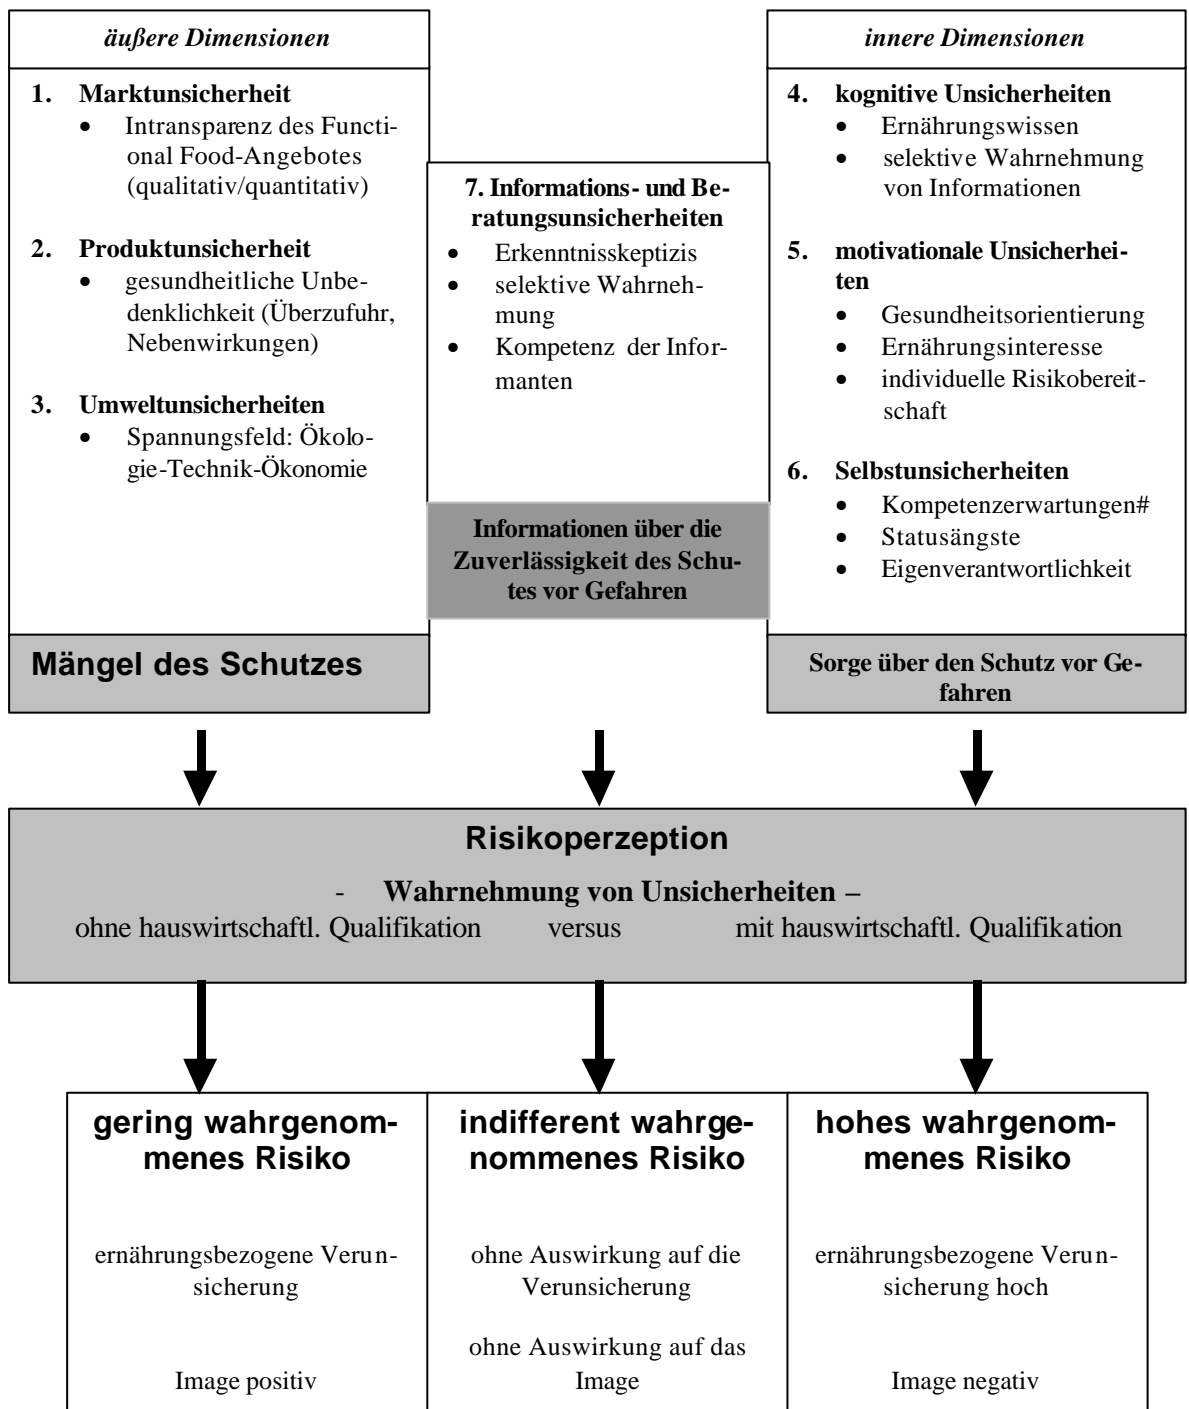 äußere Dimensionen
1. Marktunsicherheit
• Intransparenz des Functi-
onal Food-Angebotes
(qualitativ/quantitativ)
2. Produktunsicherheit
• gesundheitliche Unbe-
denklichkeit (Überzufuhr,
Nebenwirkungen)
3. Umweltunsicherheiten
• Spannungsfeld: Ökolo-
gie-Technik-Ökonomie
Mängel des Schutzes
7. Informations- und Be-
ratungsunsicherheiten
• Erkenntnisskeptizis
• selektive Wahrneh-
mung
• Kompetenz der Infor-
manten
Informationen über die
Zuverlässigkeit des Schu-
tes vor Gefahren
innere Dimensionen
4. kognitive Unsicherheiten
• Ernährungswissen
• selektive Wahrnehmung
von Informationen
5. motivationale Unsicherhei-
ten
• Gesundheitsorientierung
• Ernährungsinteresse
• individuelle Risikobereit-
schaft
6. Selbstunsicherheiten
• Kompetenzerwartungen#
• Statusängste
• Eigenverantwortlichkeit
Sorge über den Schutz vor Ge-
fahren
Risikoperzeption
- Wahrnehmung von Unsicherheiten –
ohne hauswirtschaftl. Qualifikation versus mit hauswirtschaftl. Qualifikation
gering wahrgenom-
menes Risiko
ernährungsbezogene Verun-
sicherung
Image positiv
indifferent wahrge-
nommenes Risiko
ohne Auswirkung auf die
Verunsicherung
ohne Auswirkung auf das
Image
hohes wahrgenom-
menes Risiko
ernährungsbezogene Verun-
sicherung hoch
Image negativ